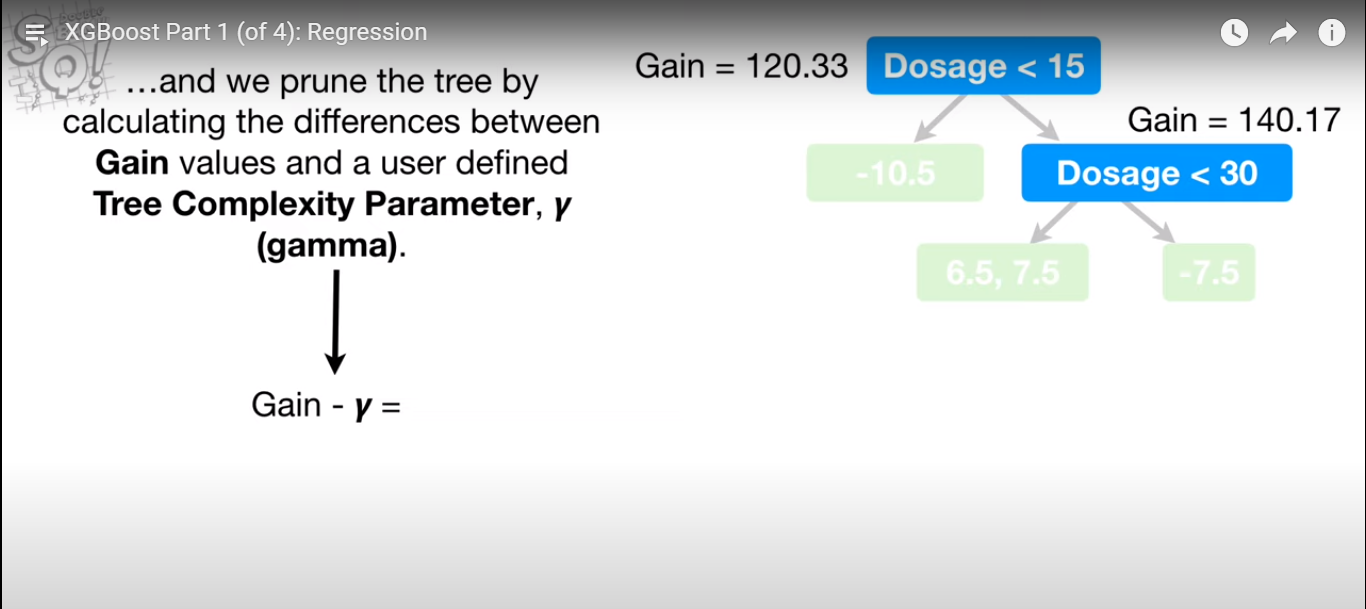 XGBoost Part 1 (of 4): Regression
...and we prune the tree by
calculating the differences between
Gain values and a user defined
Tree Complexity Parameter, γ
(gamma).
Gain - γ =
Gain = 120.33
Dosage < 15
Gain = 140.17
-10.5
Dosage < 30
6.5, 7.5
-7.5